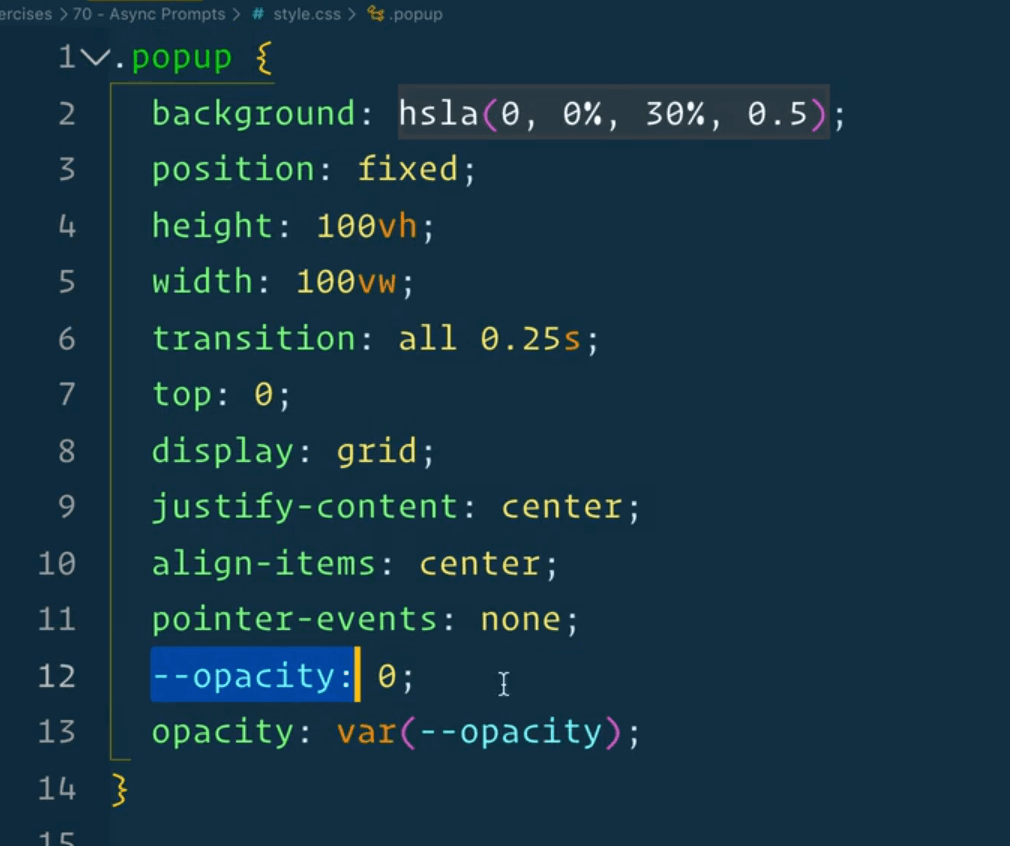 ercises > 70 - Async Prompts > # style.css > .popup
1 .popup {
2 background: hsla(0, 0%, 30%, 0.5);
3 position: fixed;
4 height: 100vh;
5 width: 100vw;
6 transition: all 0.25s;
7 top: 0;
8 display: grid;
9 justify-content: center;
10 align-items: center;
11 pointer-events: none;
12 --opacity: 0;
13 opacity: var(--opacity);
14 }
15